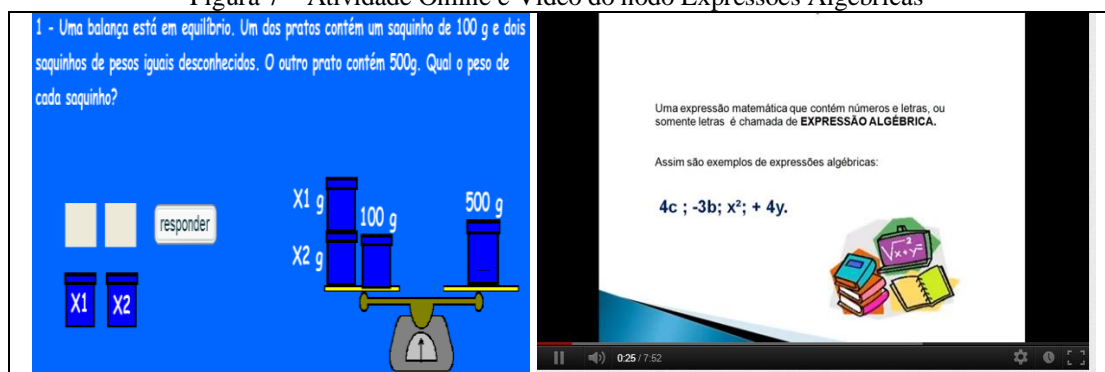 Figura 7 – Atividade Online e Vídeo do nodo Expressões Algébricas
1 - Uma balança está em equilíbrio. Um dos pratos contém um saquinho de 100 g e dois
saquinhos de pesos iguais desconhecidos. O outro prato contém 500g. Qual o peso de
cada saquinho?
responder
X1 X2
X1 g
100 g
X2 g
500 g
Uma expressão matemática que contém números e letras, ou
somente letras é chamada de EXPRESSÃO ALGÉBRICA.
Assim são exemplos de expressões algébricas:
4c ; -3b; x²; + 4y.
√x+y²=
0:25 / 7:52